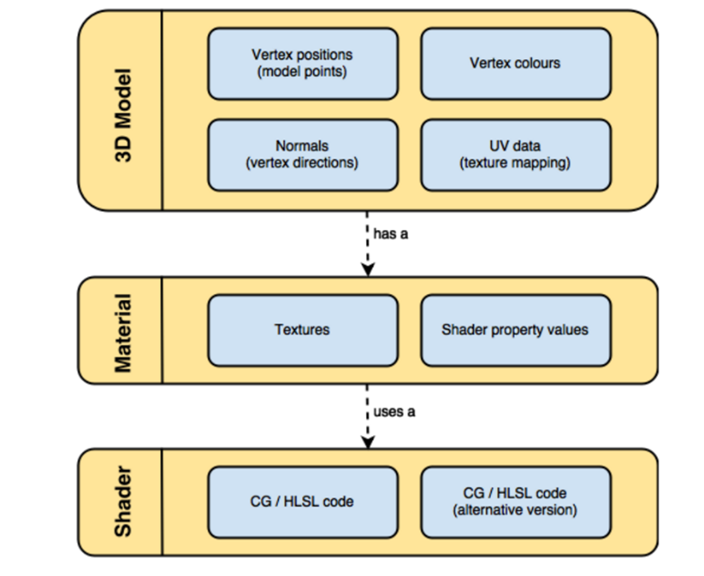 3D Model
Vertex positions
(model points)
Vertex colours
Normals
(vertex directions)
UV data
(texture mapping)
has a
Material
Textures
Shader property values
uses a
Shader
CG / HLSL code
CG / HLSL code
(alternative version)